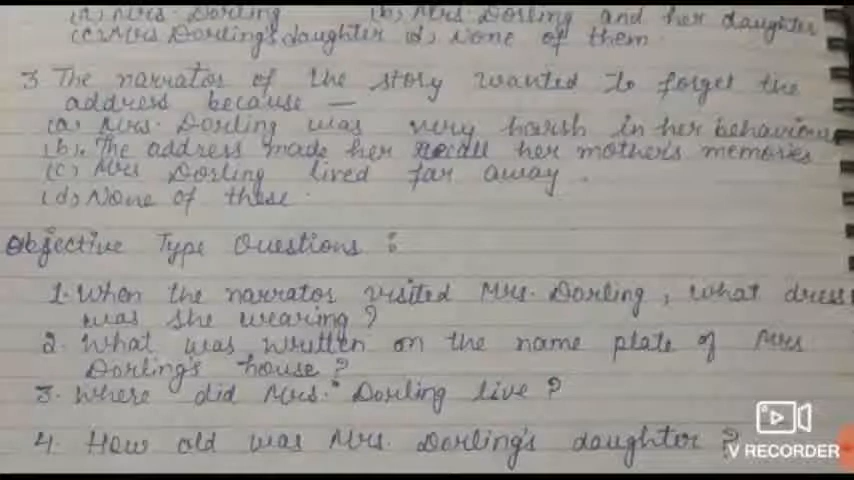 (a) Mrs. Dorling (b) Mrs. Dorling and her daughter
(c) Mrs Dorling's daughter (d) None of them.
3 The narrator of the story wanted to forget the
address because —
(a) Mrs. Dorling was very harsh in her behaviour
(b). The address made her recall her mother's memories
(c) Mrs Dorling lived far away.
(d) None of these.
Objective Type Questions :
1. When the narrator visited Mrs. Dorling, what dress
was she wearing?
2. What was written on the name plate of Mrs
Dorling's house?
3. Where did Mrs. Dorling live?
4. How old was Mrs. Dorling's daughter?
V RECORDER